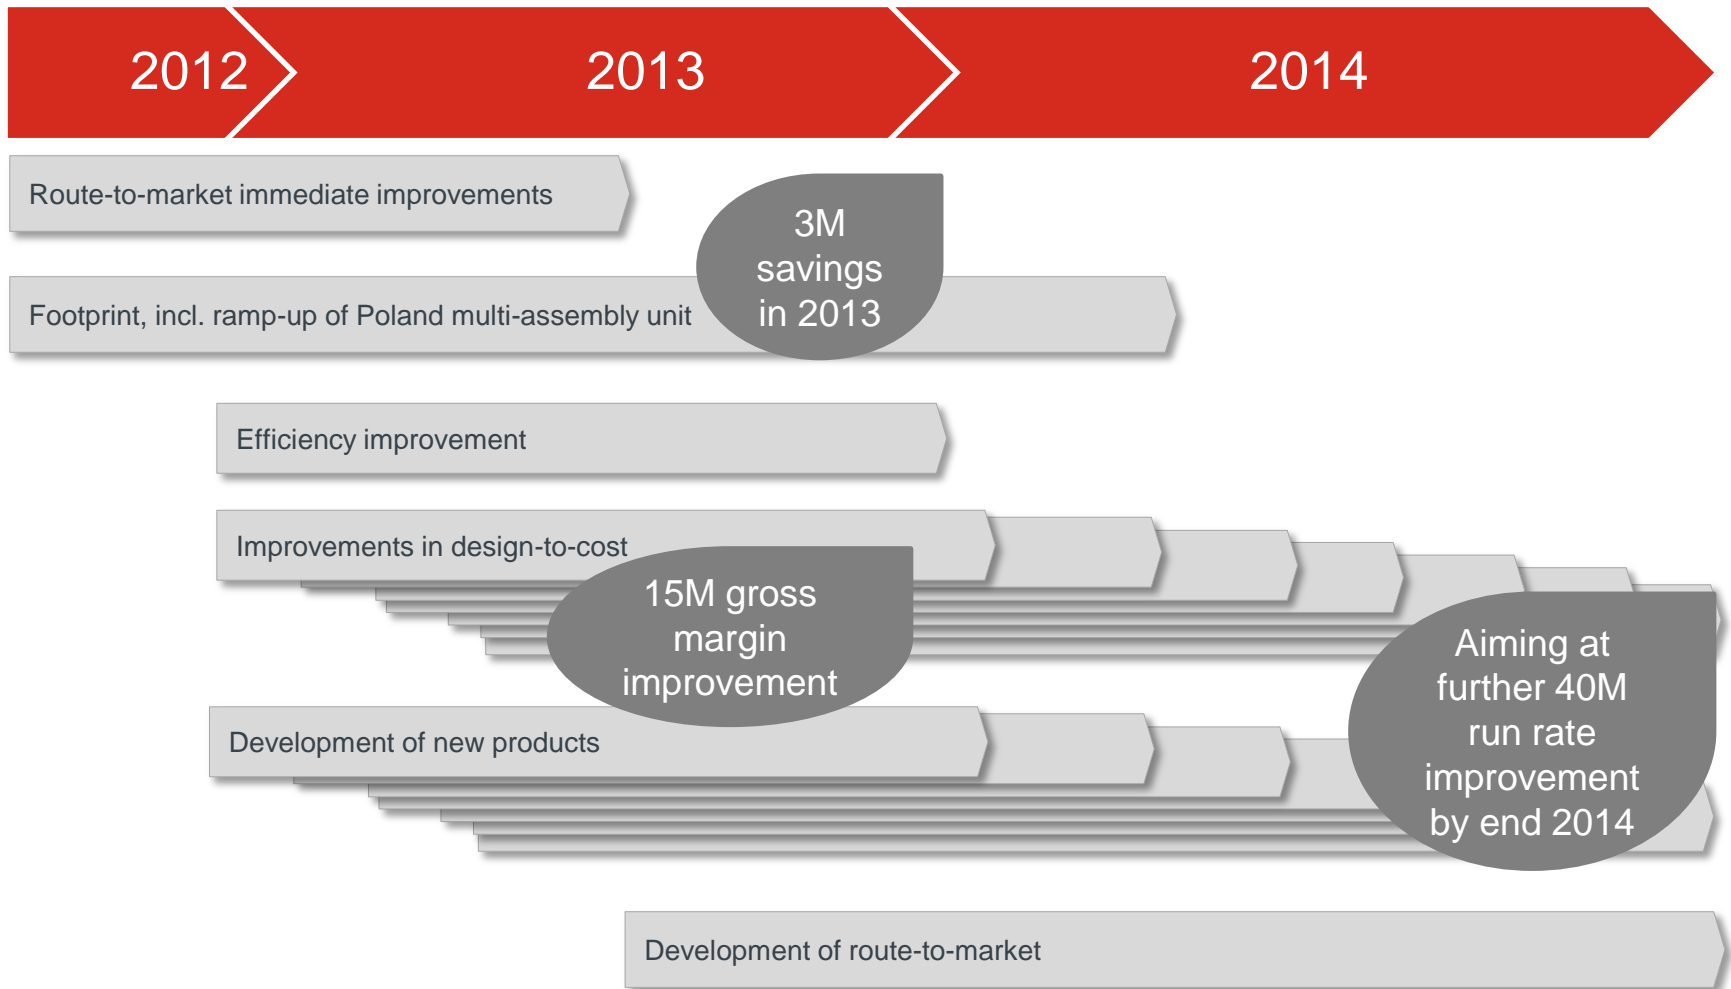 2012
2013
2014
Route-to-market immediate improvements
3M
savings
in 2013
Footprint, incl. ramp-up of Poland multi-assembly unit
Efficiency improvement
Improvements in design-to-cost
15M gross
margin
improvement
Aiming at
further 40M
run rate
improvement
by end 2014
Development of new products
Development of route-to-market